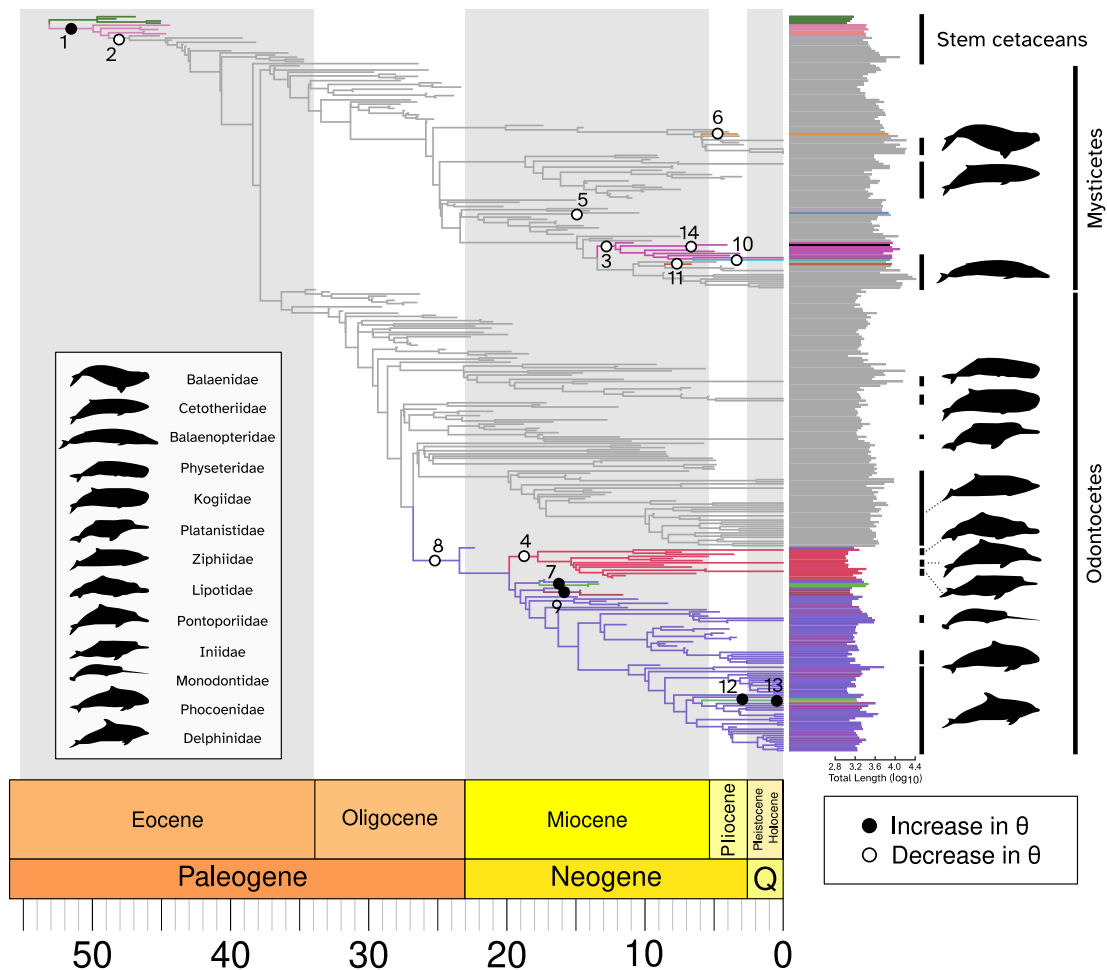 1
2
6
5
3
14
10
11
8
4
7
9
12
13
Stem cetaceans
Mysticetes
Odontocetes
Balaenidae
Cetotheriidae
Balaenopteridae
Physeteridae
Kogiidae
Platanistidae
Ziphiidae
Lipotidae
Pontoporiidae
Iniidae
Monodontidae
Phocoenidae
Delphinidae
2.8 3.2 3.6 4.0 4.4
Total Length (log10)
Increase in θ
Decrease in θ
Eocene
Oligocene
Miocene
Pliocene
Pleistocene
Holocene
Paleogene
Neogene
Q
50 40 30 20 10 0